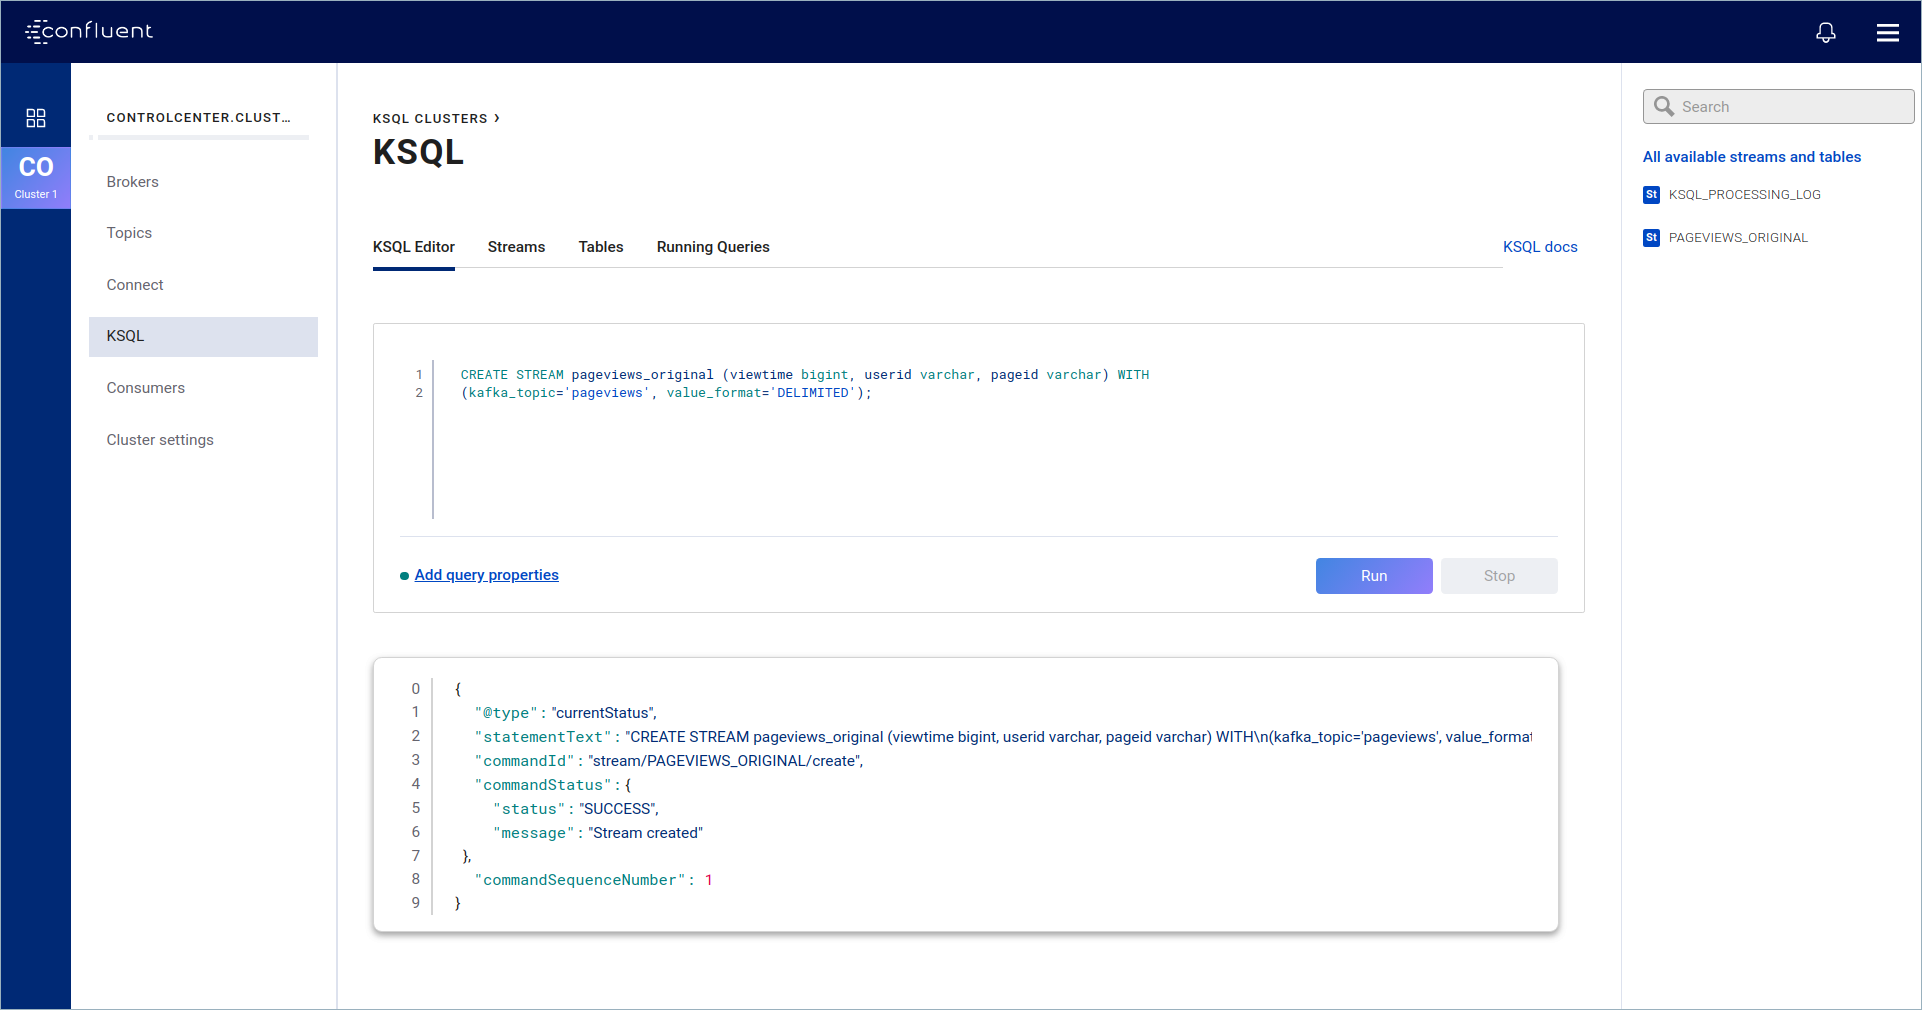 confluent
CO
Cluster 1
CONTROLCENTER.CLUST...
Brokers
Topics
Connect
KSQL
Consumers
Cluster settings
KSQL CLUSTERS ›
KSQL
KSQL Editor Streams Tables Running Queries KSQL docs
1 CREATE STREAM pageviews_original (viewtime bigint, userid varchar, pageid varchar) WITH
2 (kafka_topic='pageviews', value_format='DELIMITED');
Add query properties
Run Stop
0 {
1 "@type": "currentStatus",
2 "statementText": "CREATE STREAM pageviews_original (viewtime bigint, userid varchar, pageid varchar) WITH\n(kafka_topic='pageviews', value_format
3 "commandId": "stream/PAGEVIEWS_ORIGINAL/create",
4 "commandStatus": {
5 "status": "SUCCESS",
6 "message": "Stream created"
7 },
8 "commandSequenceNumber": 1
9 }
Search
All available streams and tables
St KSQL_PROCESSING_LOG
St PAGEVIEWS_ORIGINAL